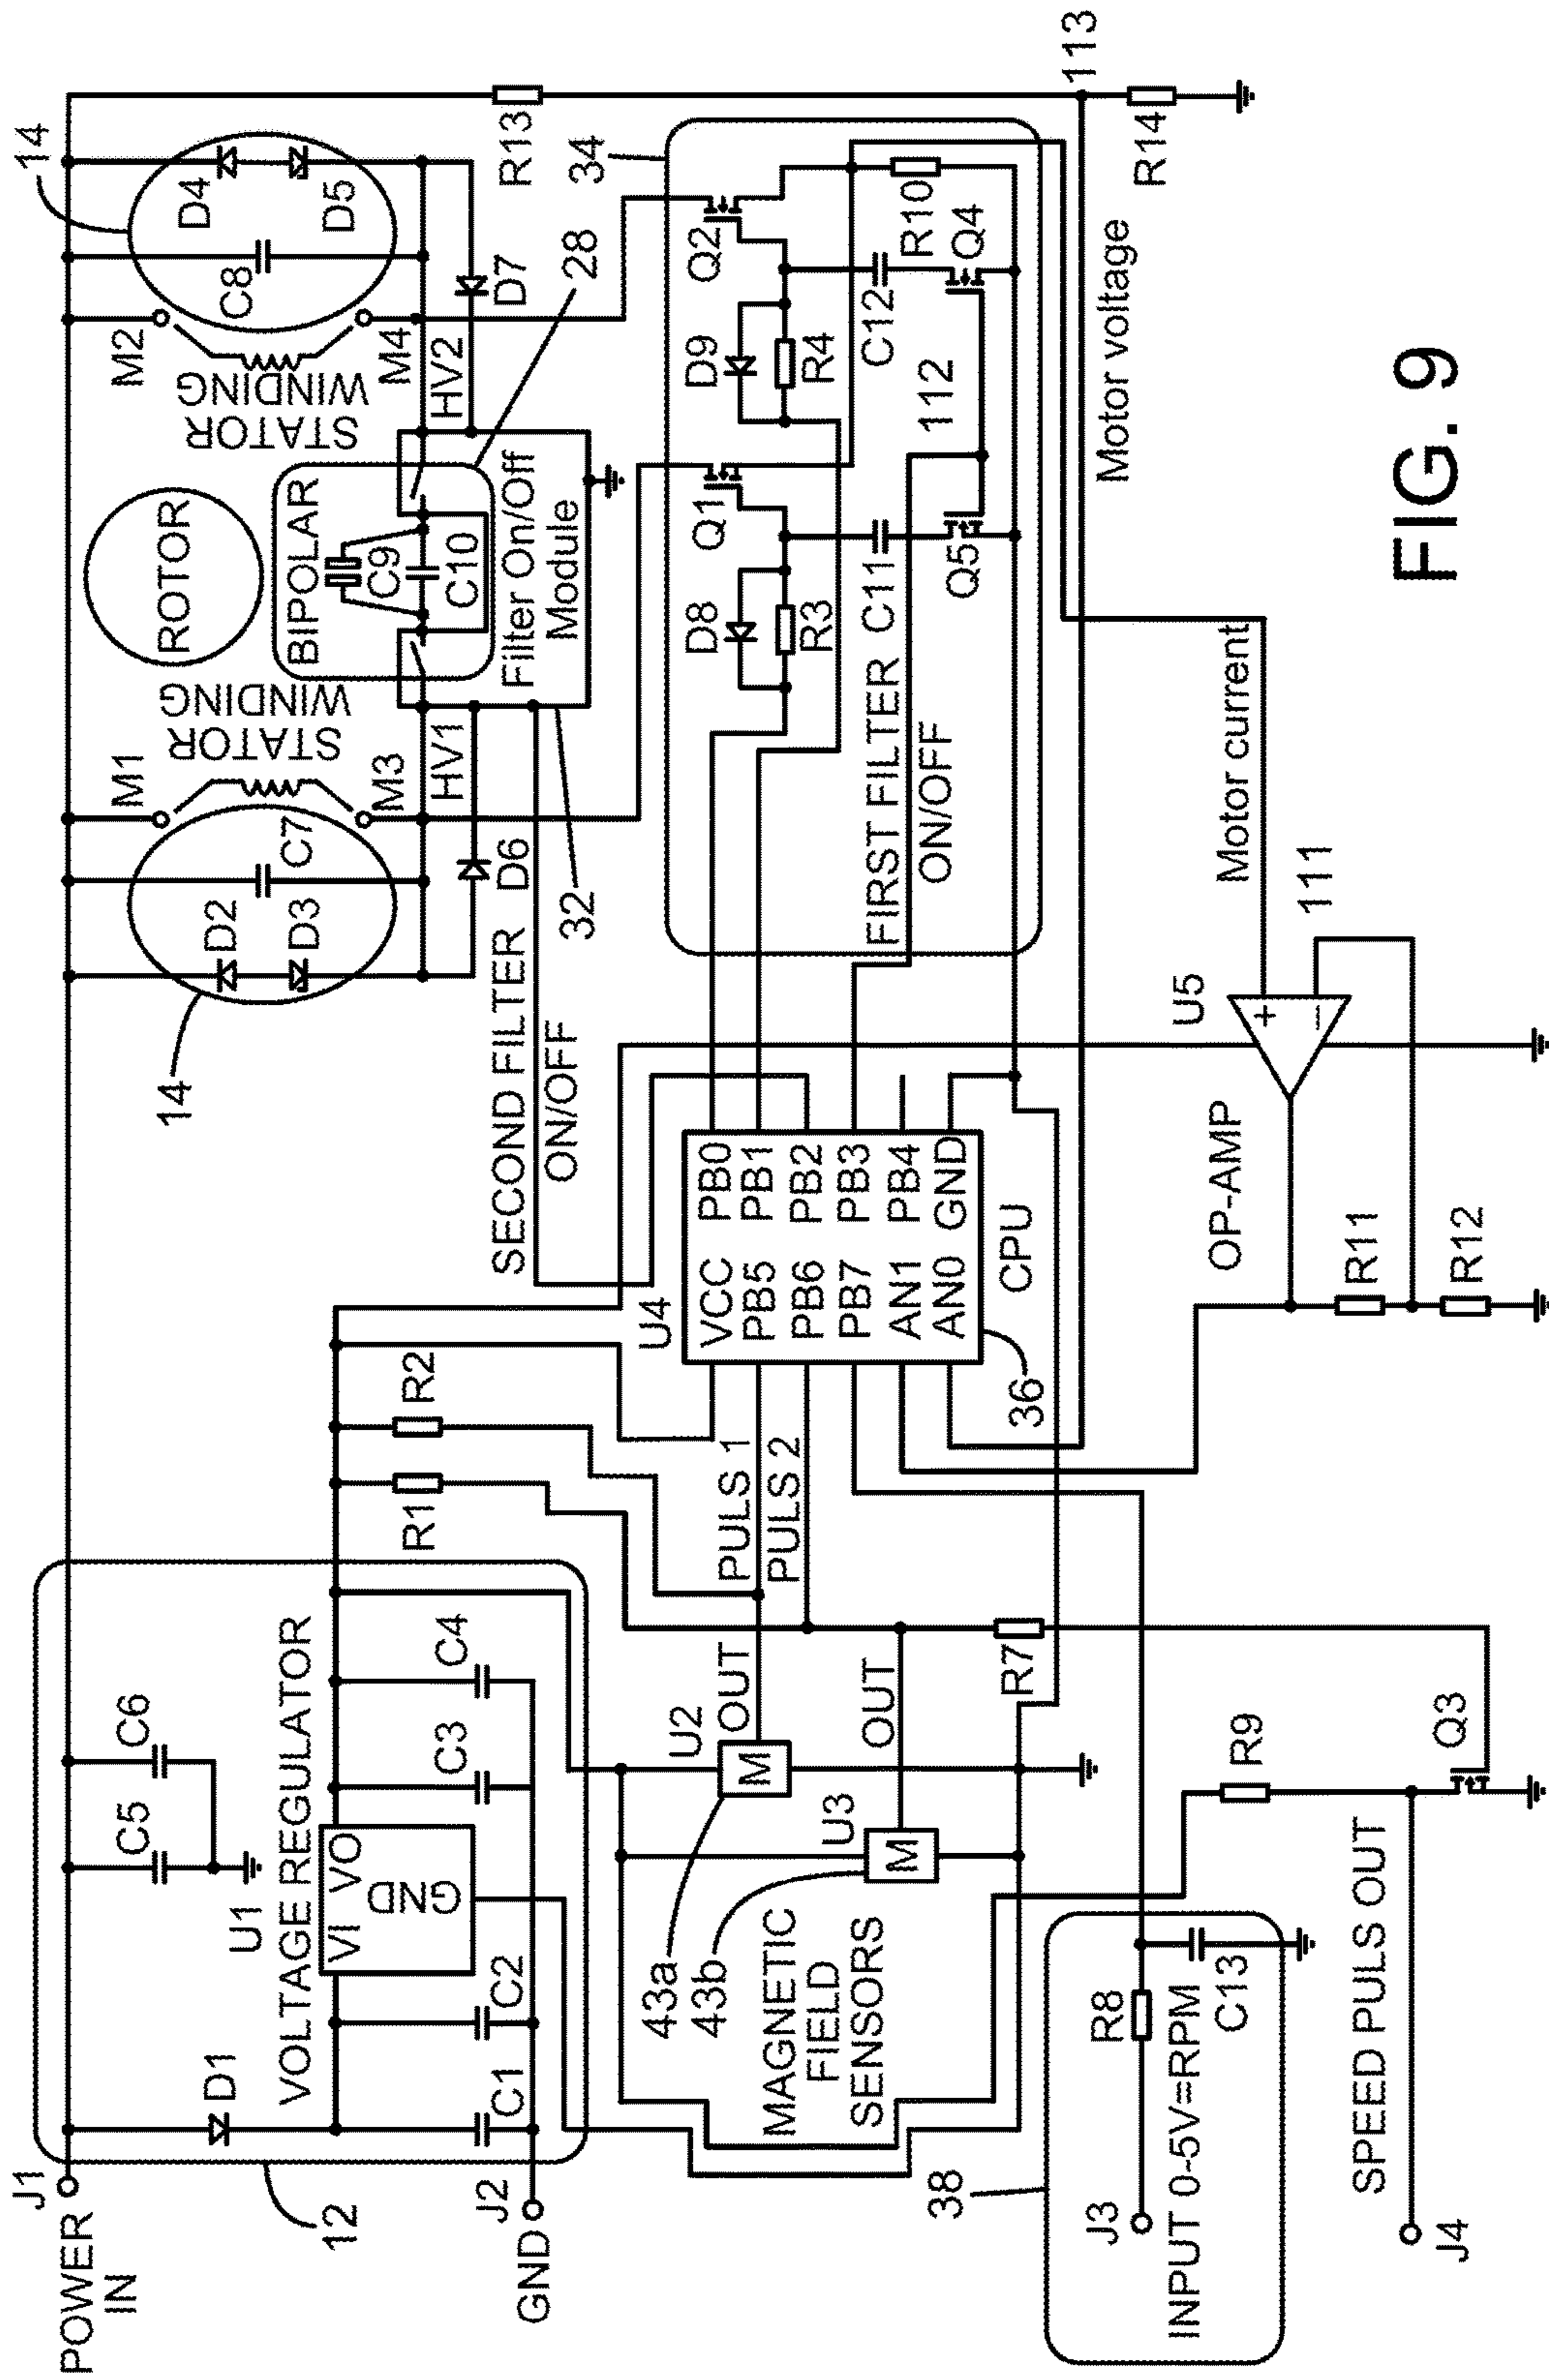 J1
POWER
IN
12
D1
C5
C6
U1
VOLTAGE REGULATOR
VI
VO
GND
C1
C2
C3
C4
J2
GND
R1
R2
14
D2
D3
C7
M1
M3
STATOR
WINDING
ROTOR
BIPOLAR
C9
C10
HV1
HV2
D6
D7
Filter On/Off
Module
28
32
STATOR
WINDING
M2
M4
C8
D4
D5
14
R13
SECOND FILTER
ON/OFF
34
D8
R3
Q1
C11
Q5
D9
R4
Q2
C12
Q4
R10
112
FIRST FILTER
ON/OFF
113
R14
Motor voltage
U4
VCC
PB5
PB6
PB7
AN1
AN0
PB0
PB1
PB2
PB3
PB4
GND
CPU
36
PULS 1
PULS 2
U2
OUT
M
U3
OUT
M
43a
43b
MAGNETIC
FIELD
SENSORS
R7
38
J3
R8
INPUT 0-5V=RPM
C13
R9
Q3
SPEED PULS OUT
J4
Motor current
111
U5
+
–
OP-AMP
R11
R12
FIG. 9